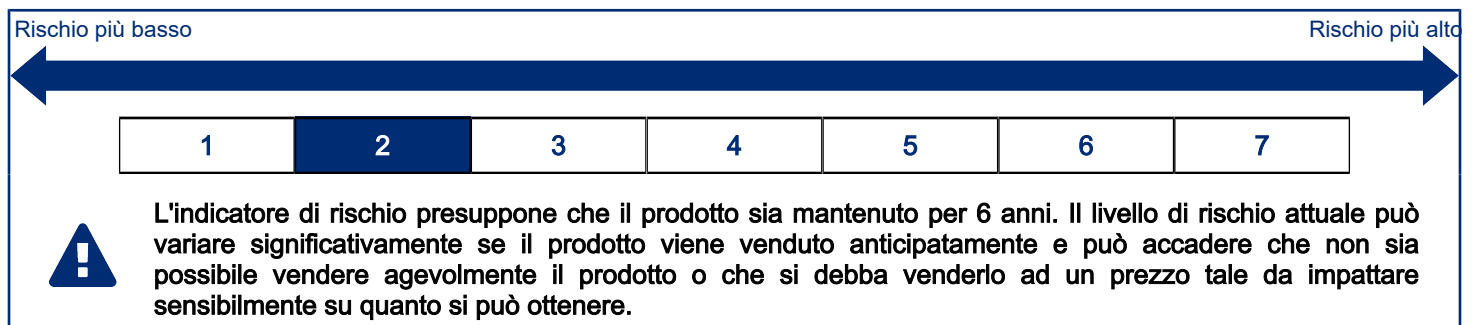 Rischio più basso
Rischio più alto
1 2 3 4 5 6 7
L'indicatore di rischio presuppone che il prodotto sia mantenuto per 6 anni. Il livello di rischio attuale può
variare significativamente se il prodotto viene venduto anticipatamente e può accadere che non sia
possibile vendere agevolmente il prodotto o che si debba venderlo ad un prezzo tale da impattare
sensibilmente su quanto si può ottenere.